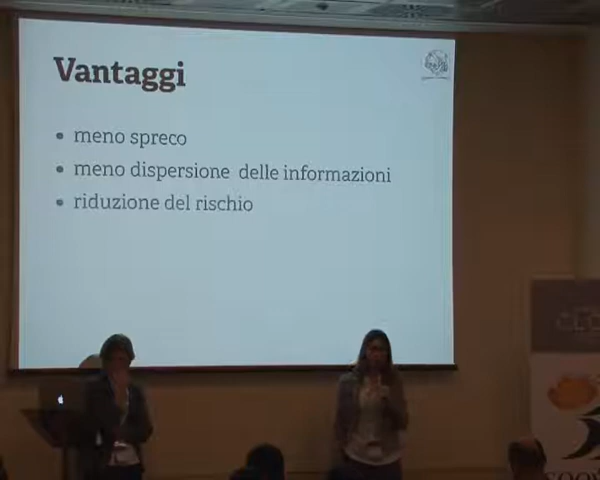 Vantaggi
• meno spreco
• meno dispersione delle informazioni
• riduzione del rischio